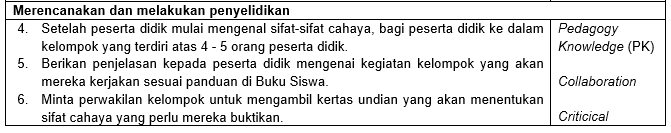 Merencanakan dan melakukan penyelidikan
4. Setelah peserta didik mulai mengenal sifat-sifat cahaya, bagi peserta didik ke dalam
kelompok yang terdiri atas 4 - 5 orang peserta didik.
5. Berikan penjelasan kepada peserta didik mengenai kegiatan kelompok yang akan
mereka kerjakan sesuai panduan di Buku Siswa.
6. Minta perwakilan kelompok untuk mengambil kertas undian yang akan menentukan
sifat cahaya yang perlu mereka buktikan.
Pedagogy
Knowledge (PK)
Collaboration
Criticical